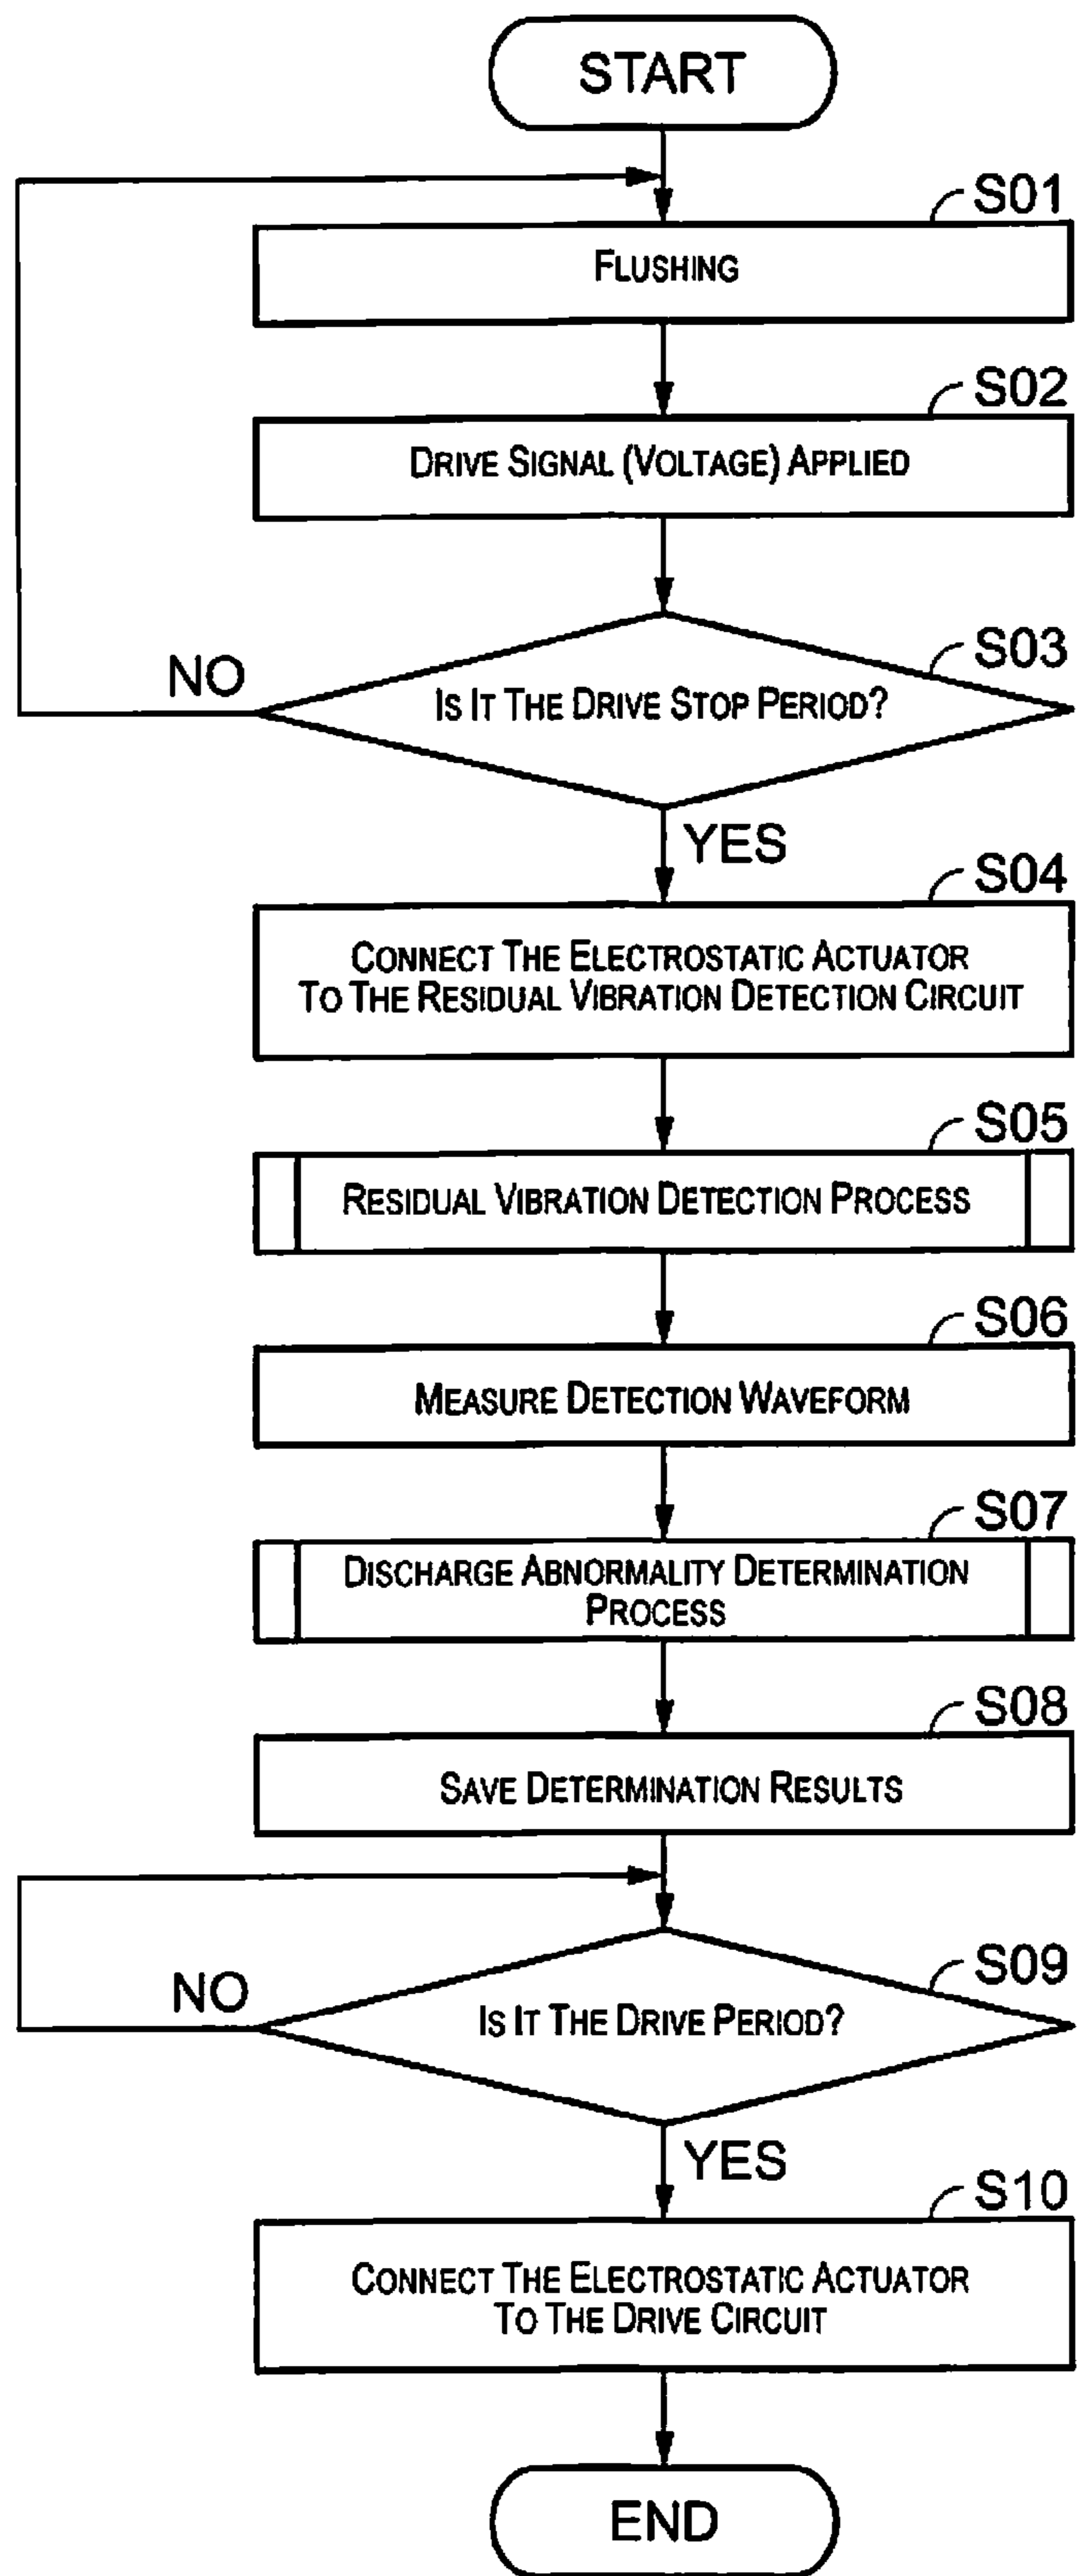 START
S01
FLUSHING
S02
DRIVE SIGNAL (VOLTAGE) APPLIED
S03
NO
IS IT THE DRIVE STOP PERIOD?
YES
S04
CONNECT THE ELECTROSTATIC ACTUATOR
TO THE RESIDUAL VIBRATION DETECTION CIRCUIT
S05
RESIDUAL VIBRATION DETECTION PROCESS
S06
MEASURE DETECTION WAVEFORM
S07
DISCHARGE ABNORMALITY DETERMINATION
PROCESS
S08
SAVE DETERMINATION RESULTS
S09
NO
IS IT THE DRIVE PERIOD?
YES
S10
CONNECT THE ELECTROSTATIC ACTUATOR
TO THE DRIVE CIRCUIT
END